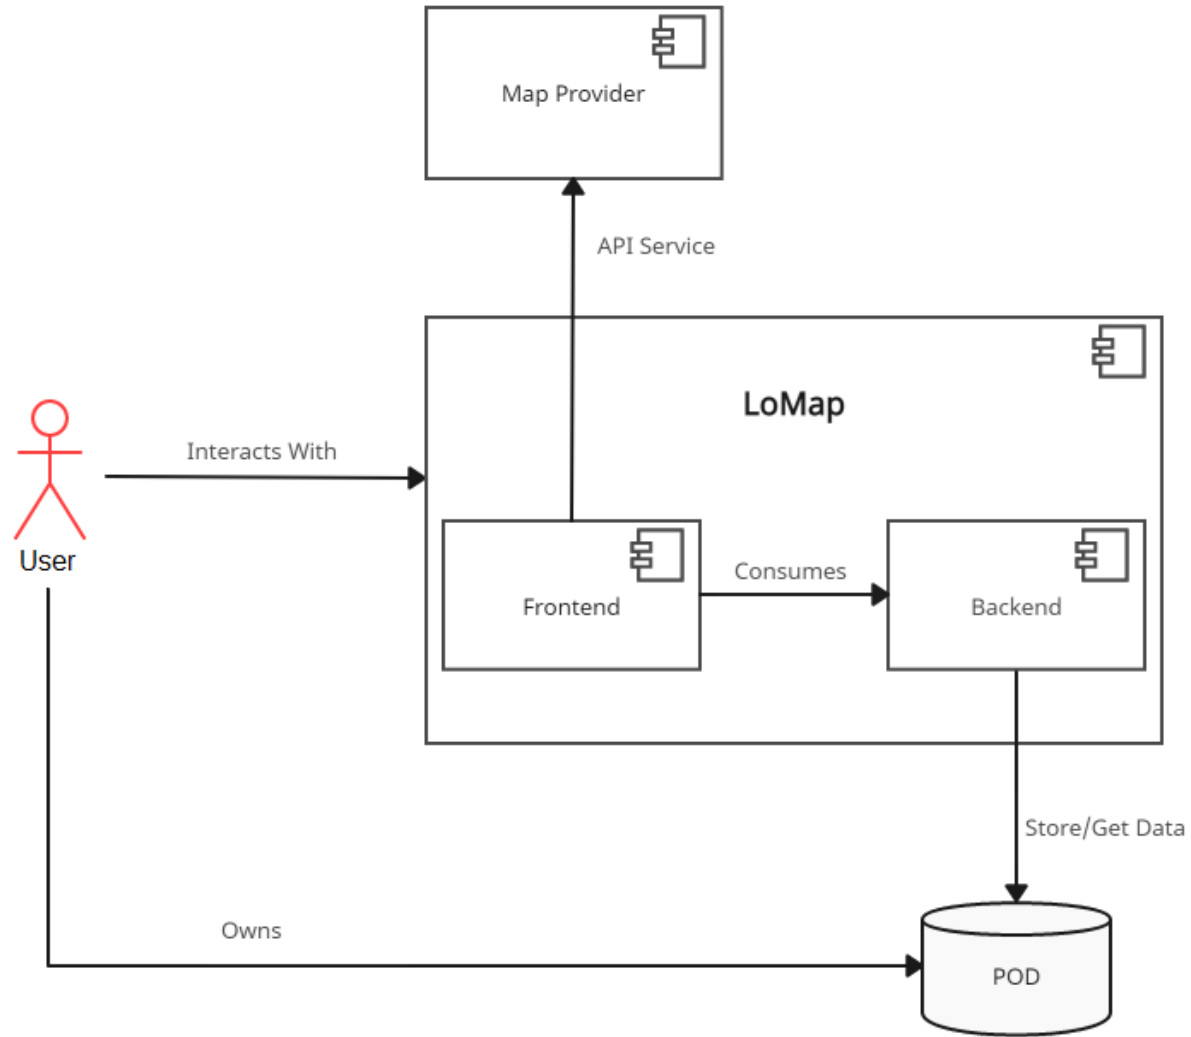 Map Provider
API Service
LoMap
Interacts With
User
Consumes
Frontend
Backend
Store/Get Data
Owns
POD